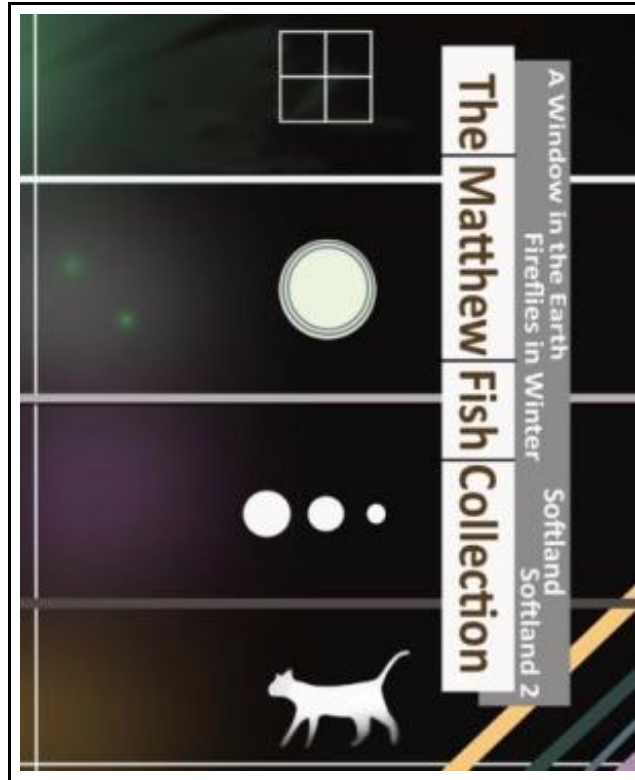 A Window in the Earth
Fireflies in Winter
Softland
Softland 2
The Matthew Fish Collection